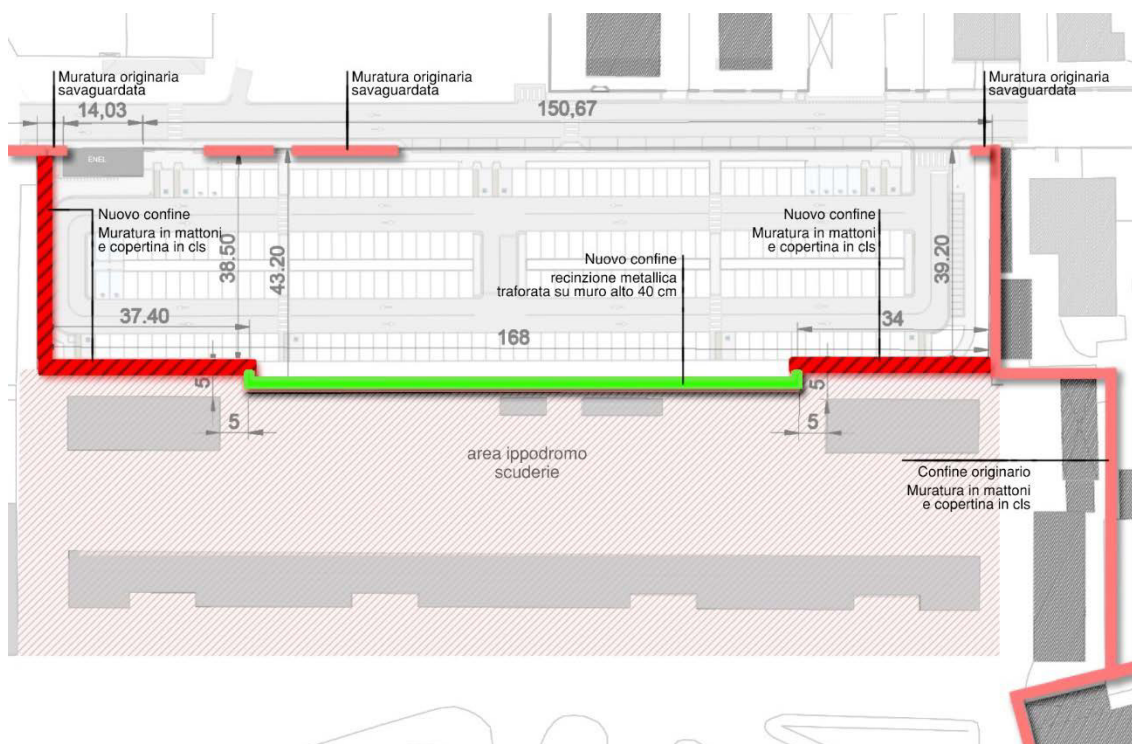 Muratura originaria
savaguardata
Muratura originaria
savaguardata
Muratura originaria
savaguardata
14,03
150,67
ENEL
Nuovo confine
Muratura in mattoni
e copertina in cls
38.50
43.20
Nuovo confine
recinzione metallica
traforata su muro alto 40 cm
Nuovo confine
Muratura in mattoni
e copertina in cls
39.20
37.40
168
34
5
5
5
5
area ippodromo
scuderie
Confine originario
Muratura in mattoni
e copertina in cls